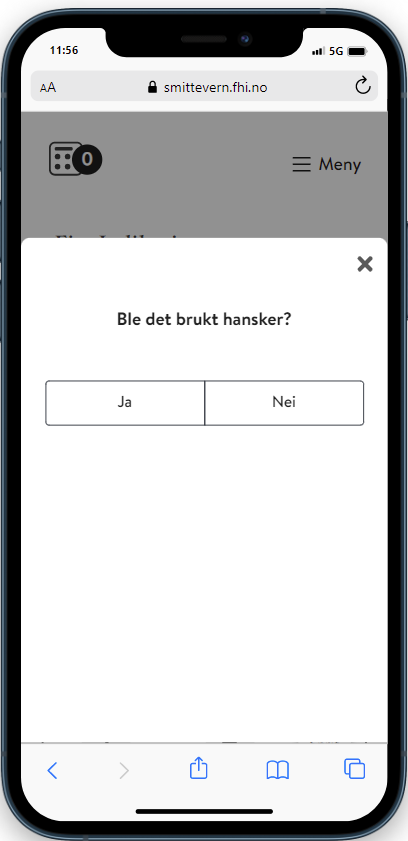 11:56
5G
AA
smittevern.fhi.no
0
Meny
Ble det brukt hansker?
Ja
Nei